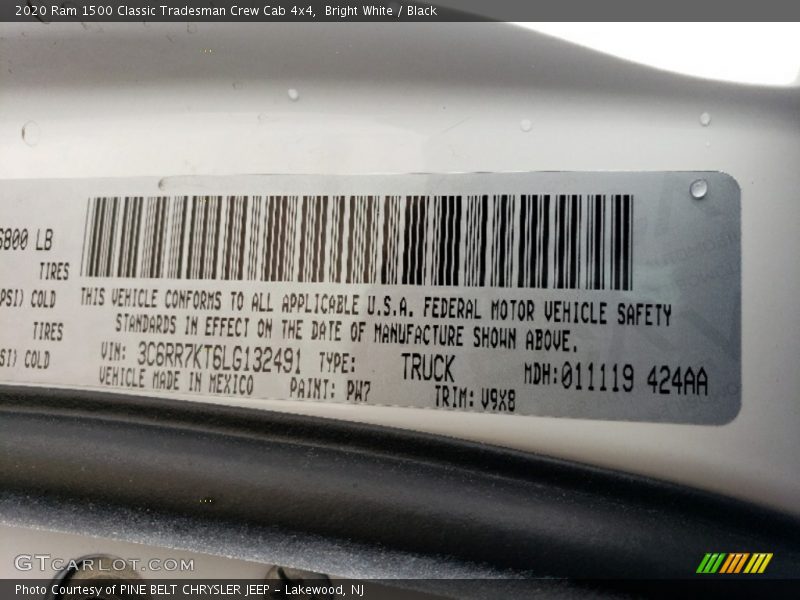 2020 Ram 1500 Classic Tradesman Crew Cab 4x4, Bright White / Black
6800 LB
TIRES
PSI) COLD
TIRES
SI) COLD
THIS VEHICLE CONFORMS TO ALL APPLICABLE U.S.A. FEDERAL MOTOR VEHICLE SAFETY
STANDARDS IN EFFECT ON THE DATE OF MANUFACTURE SHOWN ABOVE.
VIN: 3C6RR7KT6LG132491 TYPE: TRUCK MDH:011119 424AA
VEHICLE MADE IN MEXICO PAINT: PW7 TRIM: V9X8
GTcarlot.com
Photo Courtesy of PINE BELT CHRYSLER JEEP - Lakewood, NJ